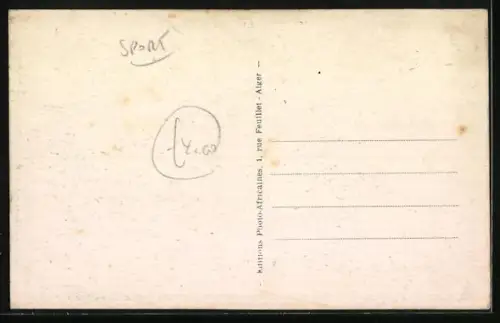 SPORT
Editions Photo-Africaines, 1, rue Feuillet - Alger —